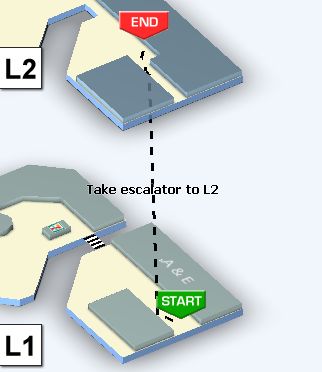 END
L2
Take escalator to L2
A & E
START
L1